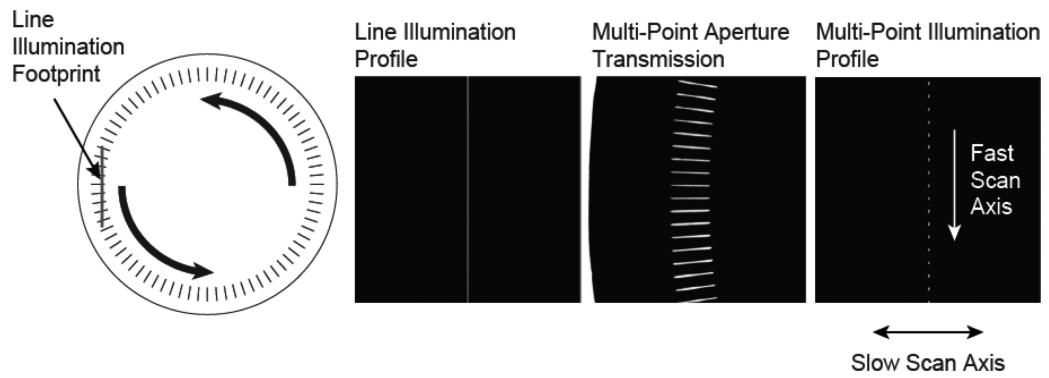 Line
Illumination
Footprint
Line Illumination
Profile
Multi-Point Aperture
Transmission
Multi-Point Illumination
Profile
Fast
Scan
Axis
Slow Scan Axis